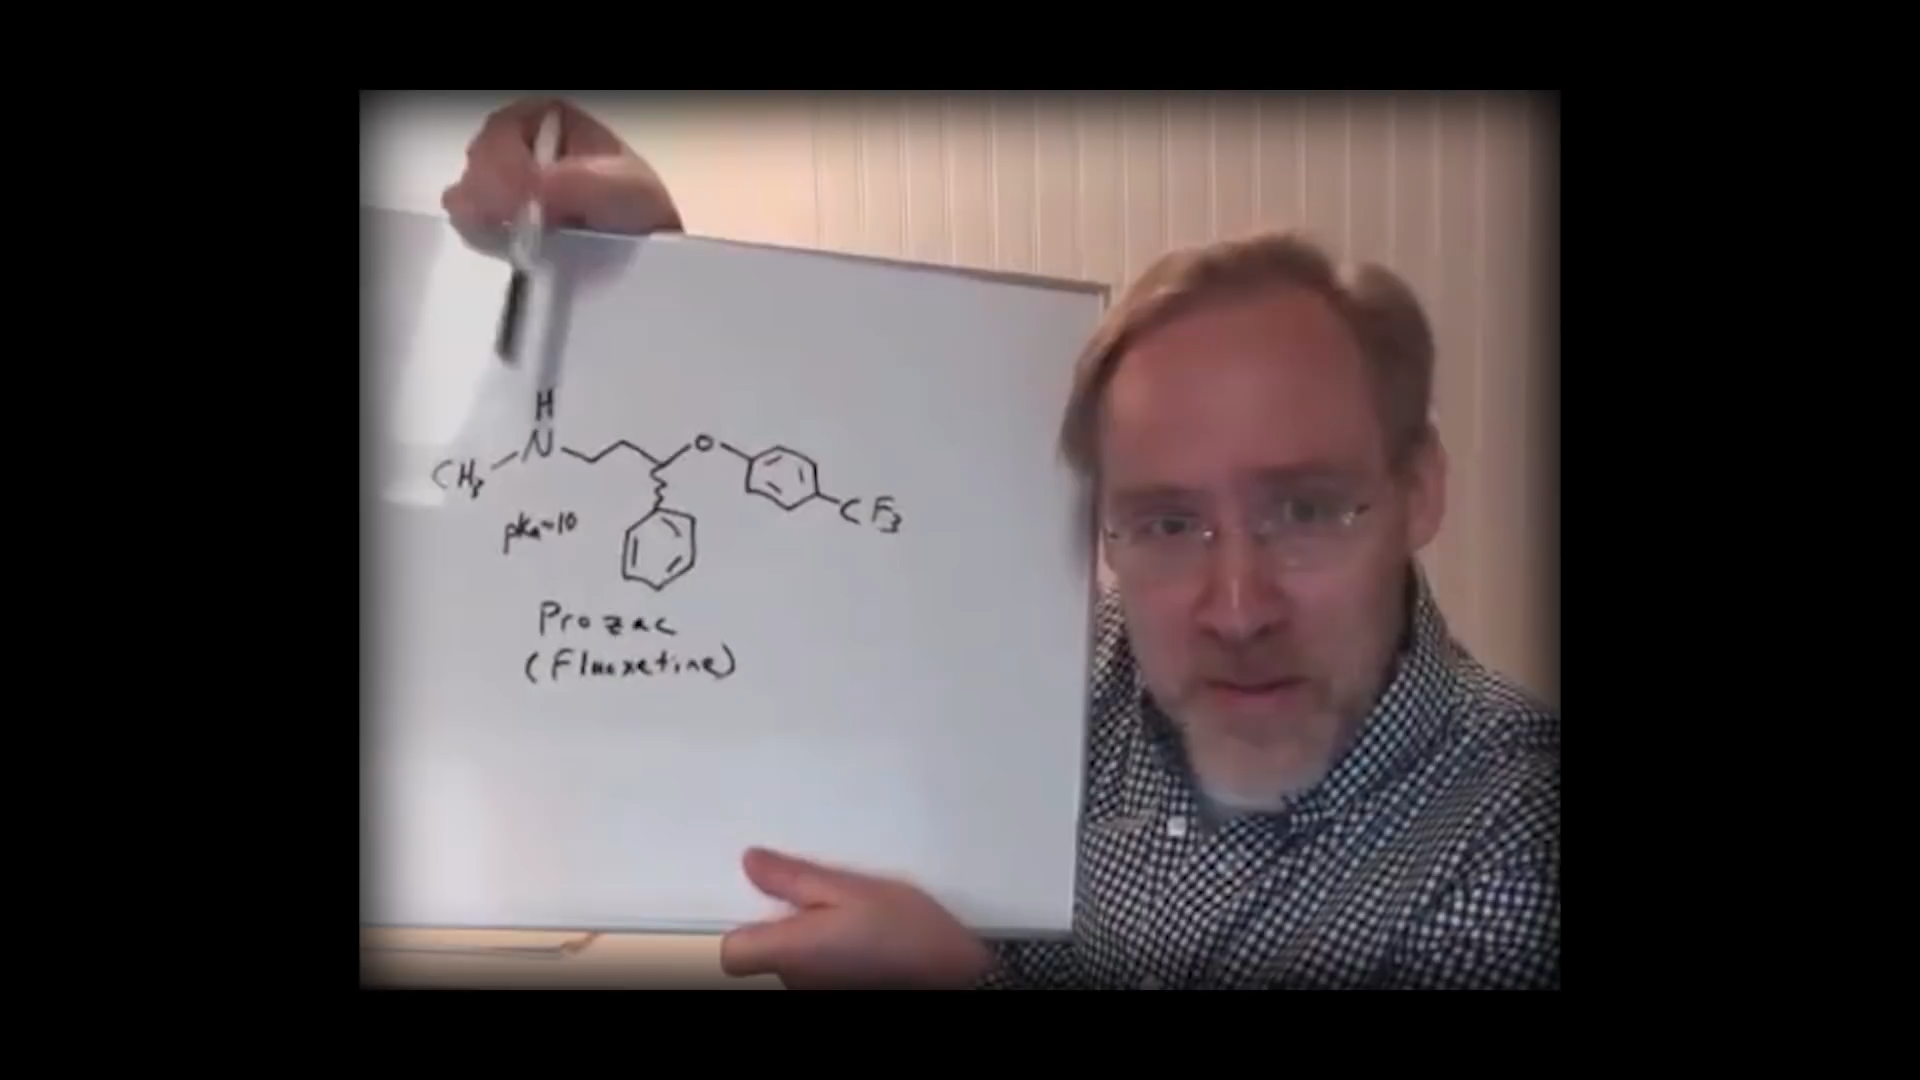 H
N
CH3
O
CF3
pka~10
Prozac
(Fluoxetine)